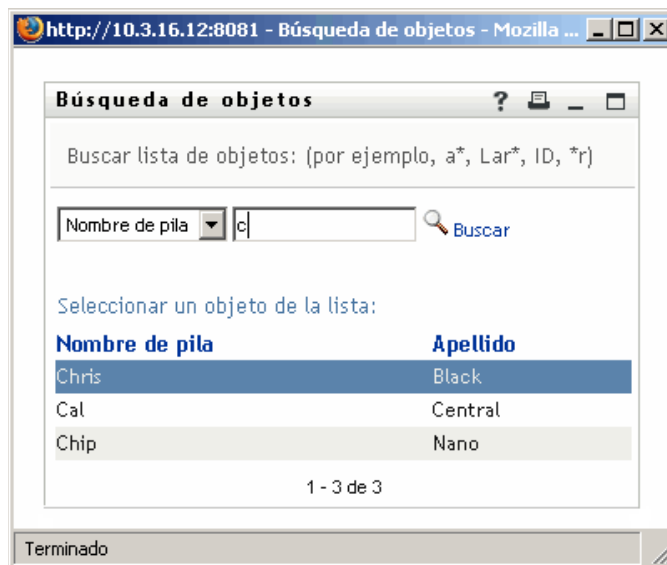 http://10.3.16.12:8081 - Búsqueda de objetos - Mozilla ...
Búsqueda de objetos ?
Buscar lista de objetos: (por ejemplo, a*, Lar*, ID, *r)
Nombre de pila c Buscar
Seleccionar un objeto de la lista:
Nombre de pila Apellido
Chris Black
Cal Central
Chip Nano
1 - 3 de 3
Terminado